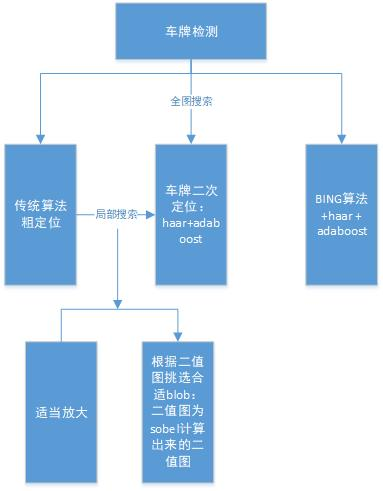 车牌检测
全图搜索
传统算法
粗定位
局部搜索
车牌二次
定位：
haar+adab
oost
BING算法
+haar+
adaboost
适当放大
根据二值
图挑选合
适blob：
二值图为
sobel计算
出来的二
值图